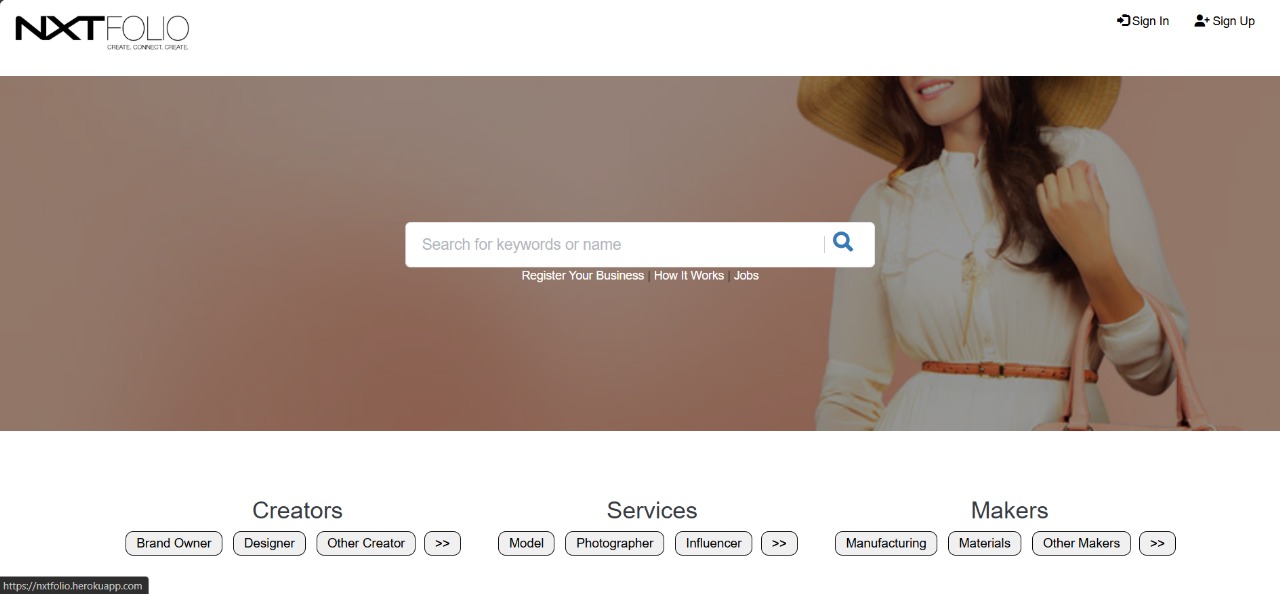 NXTFOLIO
CREATE. CONNECT. CREATE.
Sign In Sign Up
Search for keywords or name
Register Your Business | How It Works | Jobs
Creators
Brand Owner Designer Other Creator >>
Services
Model Photographer Influencer >>
Makers
Manufacturing Materials Other Makers >>
https://nxtfolio.herokuapp.com